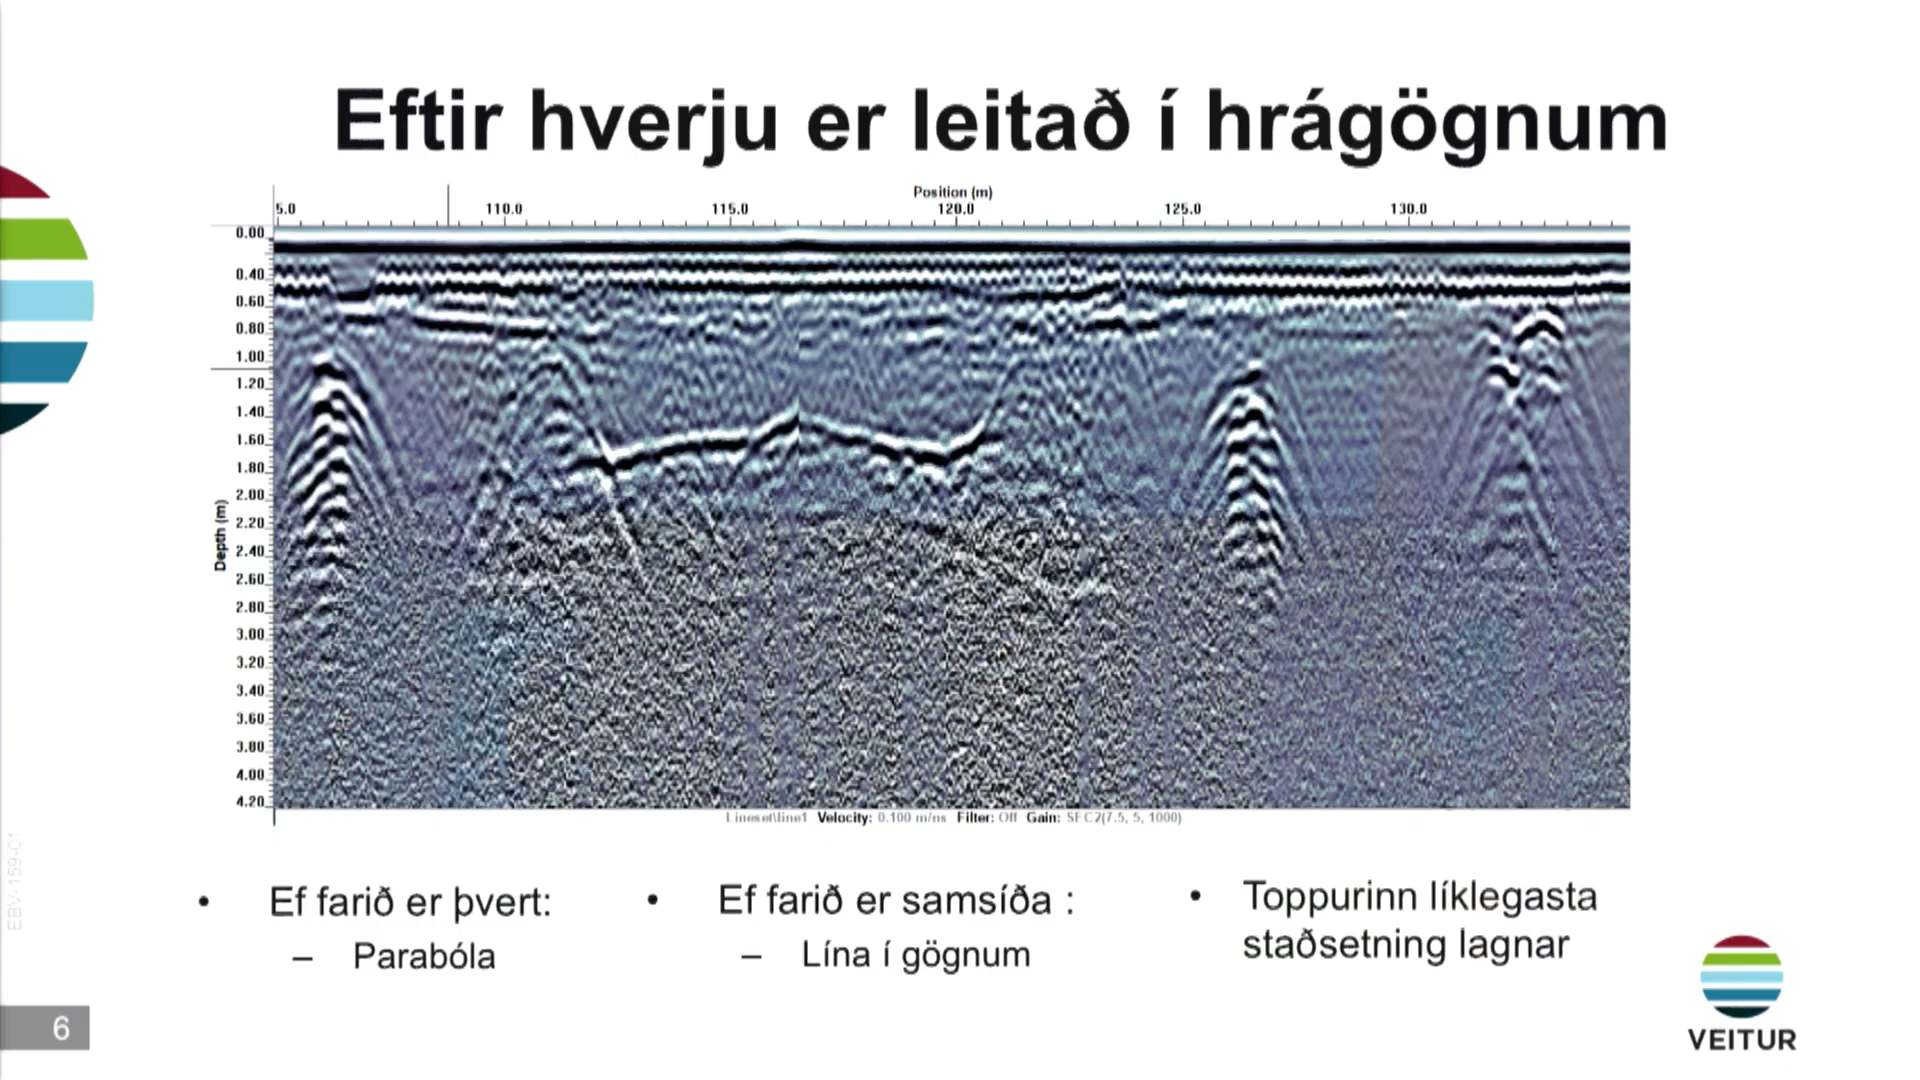 Eftir hverju er leitað í hrágögnum
Position (m)
5.0 110.0 115.0 120.0 125.0 130.0
0.00
0.40
0.60
0.80
1.00
1.20
1.40
1.60
1.80
2.00
2.20
2.40
2.60
2.80
3.00
3.20
3.40
3.60
3.80
4.00
4.20
Depth (m)
Lineset\line1 Velocity: 0.100 m/ns Filter: Off Gain: SEC2(7.5, 5, 1000)
• Ef farið er þvert:
– Parabóla
• Ef farið er samsíða :
– Lína í gögnum
• Toppurinn líklegasta
staðsetning lagnar
EBV-159-01
6
VEITUR